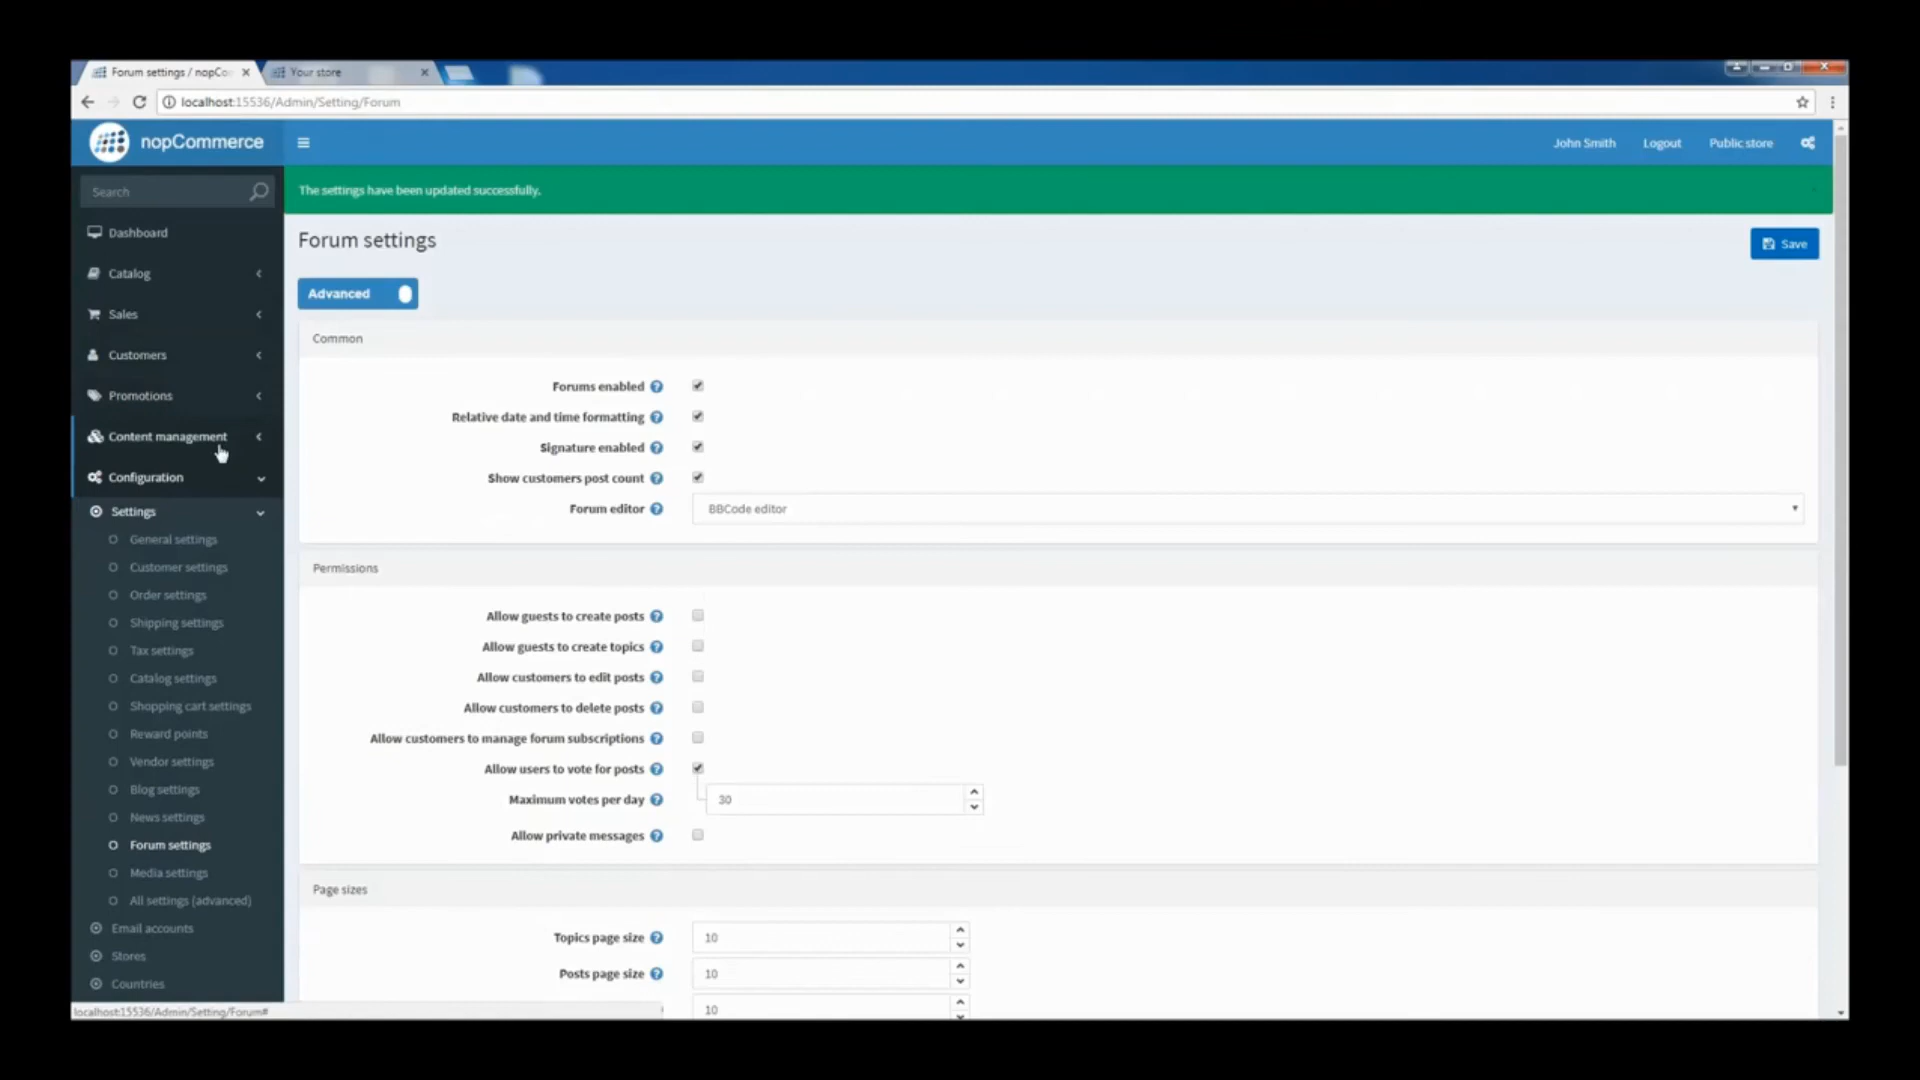 Forum settings / nopCo
Your store
localhost:15536/Admin/Setting/Forum
nopCommerce
John Smith
Logout
Public store
Search
The settings have been updated successfully.
Dashboard
Catalog
Sales
Customers
Promotions
Content management
Configuration
Settings
General settings
Customer settings
Order settings
Shipping settings
Tax settings
Catalog settings
Shopping cart settings
Reward points
Vendor settings
Blog settings
News settings
Forum settings
Media settings
All settings (advanced)
Email accounts
Stores
Countries
localhost:15536/Admin/Setting/Forum#
Forum settings
Save
Advanced
Common
Forums enabled
Relative date and time formatting
Signature enabled
Show customers post count
Forum editor BBCode editor
Permissions
Allow guests to create posts
Allow guests to create topics
Allow customers to edit posts
Allow customers to delete posts
Allow customers to manage forum subscriptions
Allow users to vote for posts
Maximum votes per day 30
Allow private messages
Page sizes
Topics page size 10
Posts page size 10
10